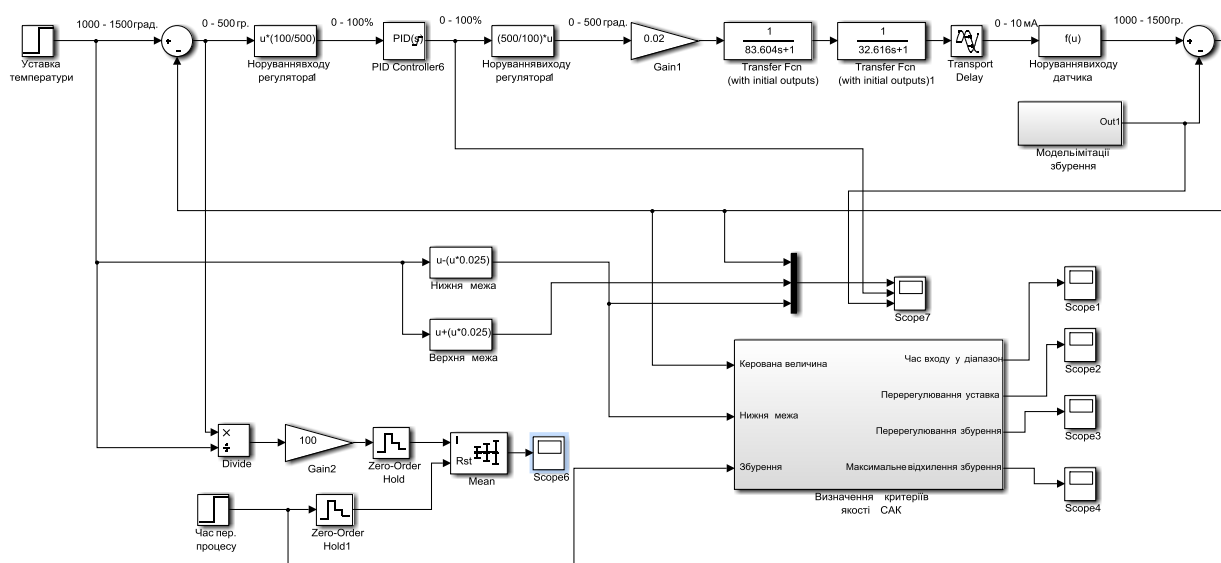 1000 - 1500град.
0 - 500гр.
0 - 100%
0 - 100%
0 - 500град.
0 - 10 мА
1000 - 1500гр.
Уставка
температури
+
-
u*(100/500)
Норуваннявходу
регулятора1
PID(s)
PID Controller6
(500/100)*u
Норуваннявиходу
регулятора1
0.02
Gain1
1
83.604s+1
Transfer Fcn
(with initial outputs)
1
32.616s+1
Transfer Fcn
(with initial outputs)1
Transport
Delay
f(u)
Норуваннявиходу
датчика
+
-
Out1
Модельімітації
збурення
u-(u*0.025)
Нижня межа
u+(u*0.025)
Верхня межа
Scope7
Scope1
Scope2
Scope3
Scope4
Керована величина
Нижня межа
Збурення
Час входу у діапазон
Перерегулювання уставка
Перерегулювання збурення
Максимальневідхилення збурення
Визначення критеріїв
якості САК
×
÷
Divide
100
Gain2
Zero-Order
Hold
I
Rst
Mean
Scope6
Час пер.
процесу
Zero-Order
Hold1